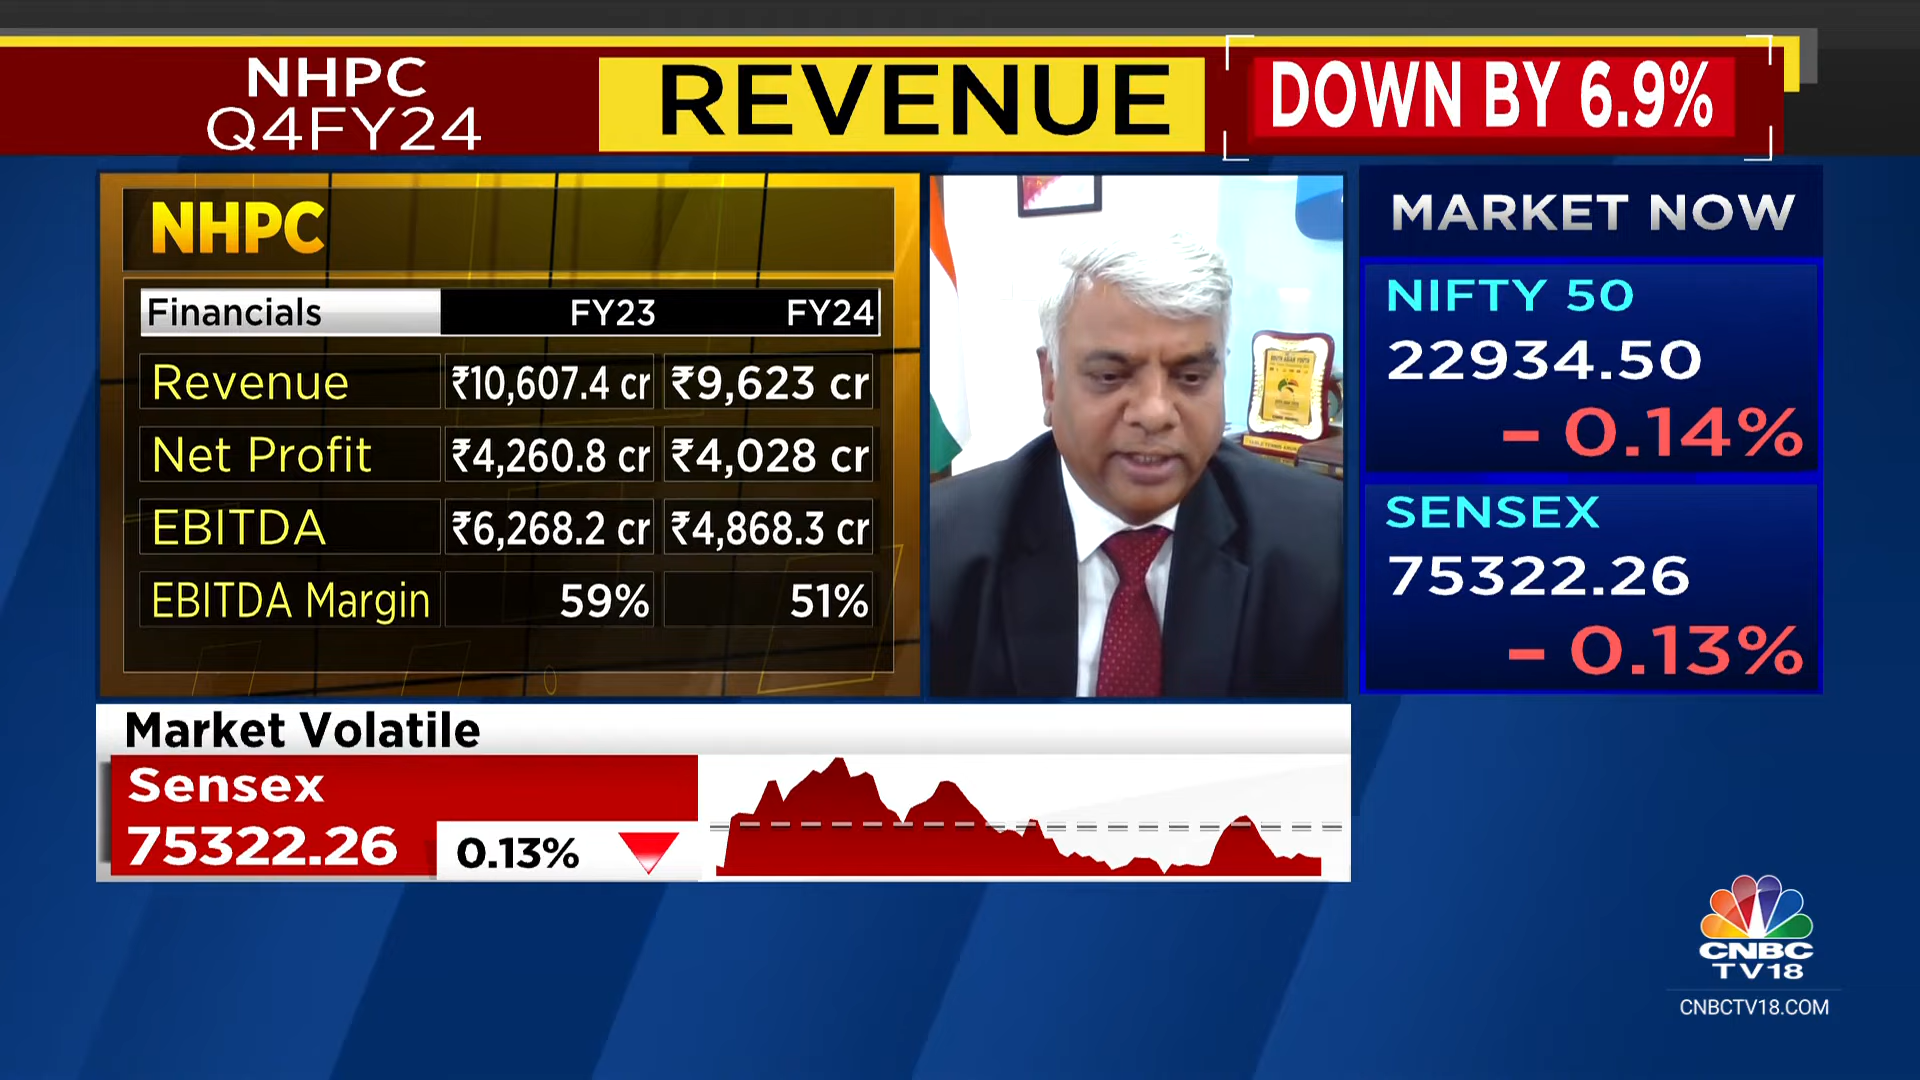 NHPC
Q4FY24
REVENUE
DOWN BY 6.9%
NHPC
Financials FY23 FY24
Revenue ₹10,607.4 cr ₹9,623 cr
Net Profit ₹4,260.8 cr ₹4,028 cr
EBITDA ₹6,268.2 cr ₹4,868.3 cr
EBITDA Margin 59% 51%
MARKET NOW
NIFTY 50
22934.50
– 0.14%
SENSEX
75322.26
– 0.13%
Market Volatile
Sensex
75322.26
0.13%
CNBC
TV18
CNBCTV18.COM